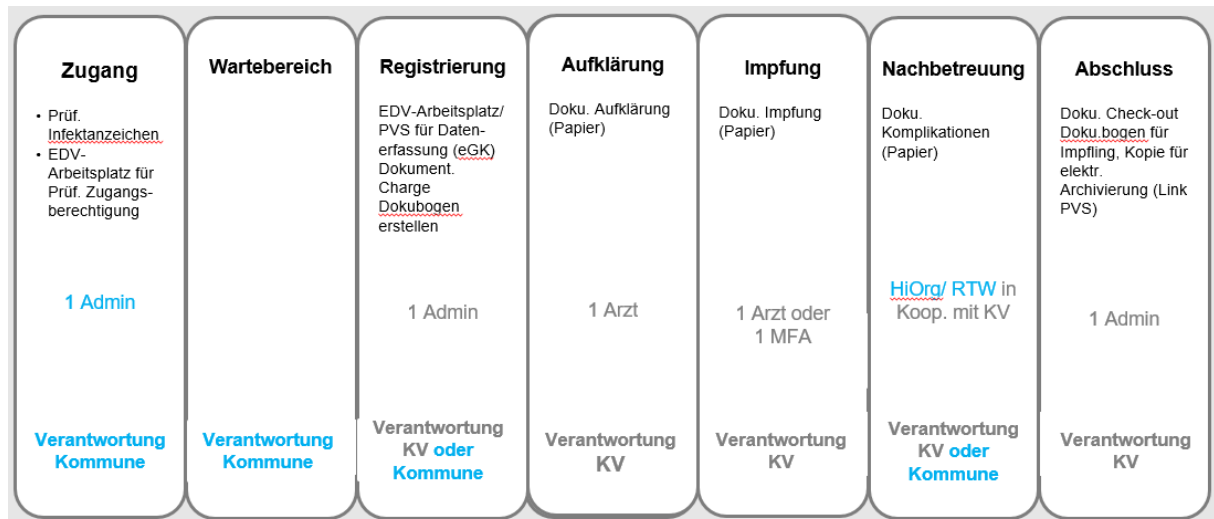 Zugang
• Prüf.
Infektanzeichen
• EDV-
Arbeitsplatz für
Prüf. Zugangs-
berechtigung
1 Admin
Verantwortung
Kommune
Wartebereich
Verantwortung
Kommune
Registrierung
EDV-Arbeitsplatz/
PVS für Daten-
erfassung (eGK)
Dokument.
Charge
Dokubogen
erstellen
1 Admin
Verantwortung
KV oder
Kommune
Aufklärung
Doku. Aufklärung
(Papier)
1 Arzt
Verantwortung
KV
Impfung
Doku. Impfung
(Papier)
1 Arzt oder
1 MFA
Verantwortung
KV
Nachbetreuung
Doku.
Komplikationen
(Papier)
HiOrg/ RTW in
Koop. mit KV
Verantwortung
KV oder
Kommune
Abschluss
Doku. Check-out
Doku.bogen für
Impfling, Kopie für
elektr.
Archivierung (Link
PVS)
1 Admin
Verantwortung
KV